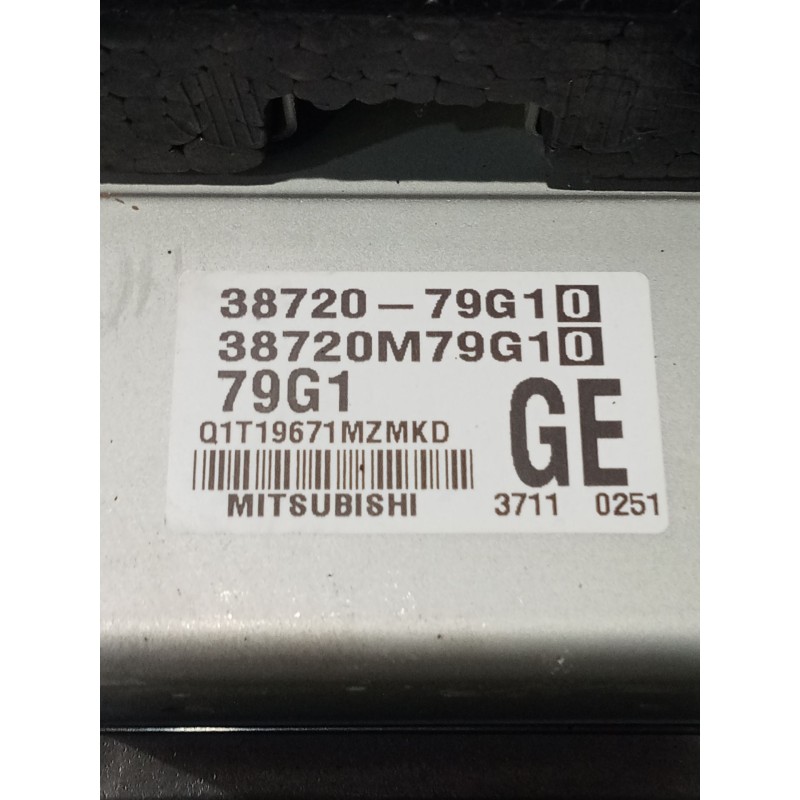 38720-79G10
38720M79G10
79G1
GE
Q1T19671MZMKD
MITSUBISHI
3711 0251